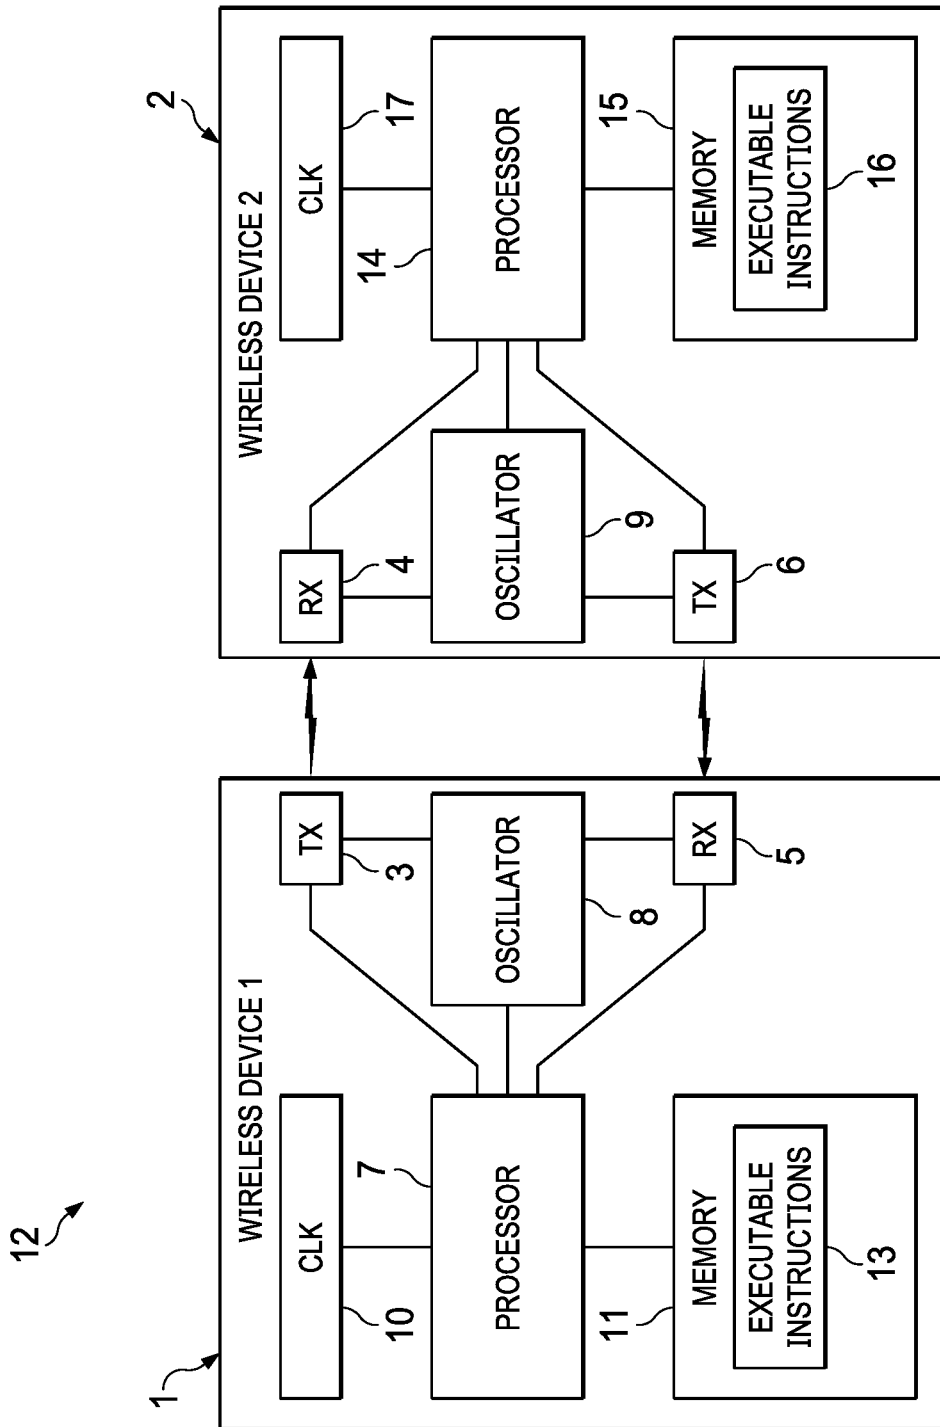 12
1
WIRELESS DEVICE 1
CLK
10
PROCESSOR
7
MEMORY
11
EXECUTABLE
INSTRUCTIONS
13
TX
3
OSCILLATOR
8
RX
5
2
WIRELESS DEVICE 2
RX
4
OSCILLATOR
9
TX
6
CLK
17
PROCESSOR
14
MEMORY
15
EXECUTABLE
INSTRUCTIONS
16